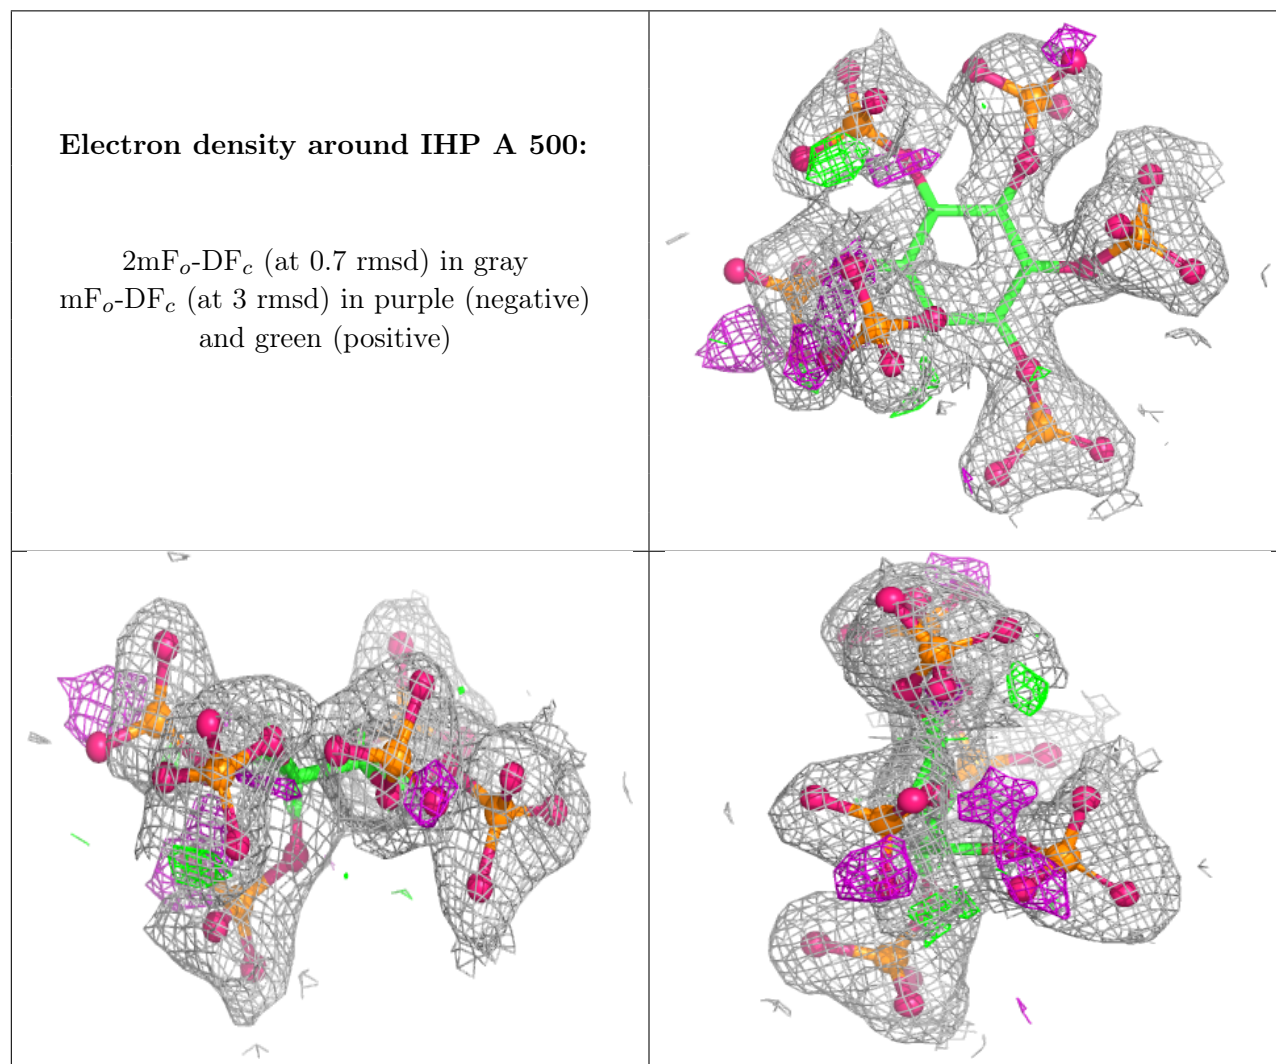 Electron density around IHP A 500:
2mFₒ-DF𝒸 (at 0.7 rmsd) in gray
mFₒ-DF𝒸 (at 3 rmsd) in purple (negative)
and green (positive)